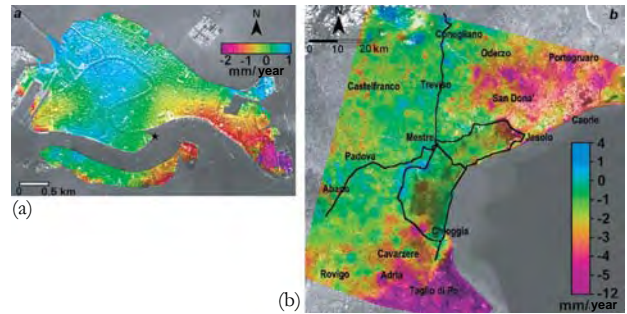 a
N
-2 -1 0 1
mm/year
0 0.5 km
(a)
b
N
0 10 20 km
Conegliano
Oderzo
Portogruaro
Castelfranco
Treviso
San Dona'
Caorle
Mestre
Jesolo
Padova
Abano
Chioggia
Cavarzere
Rovigo
Adria
Taglio di Po
4
1
0
-1
-2
-3
-5
-12
mm/year
(b)